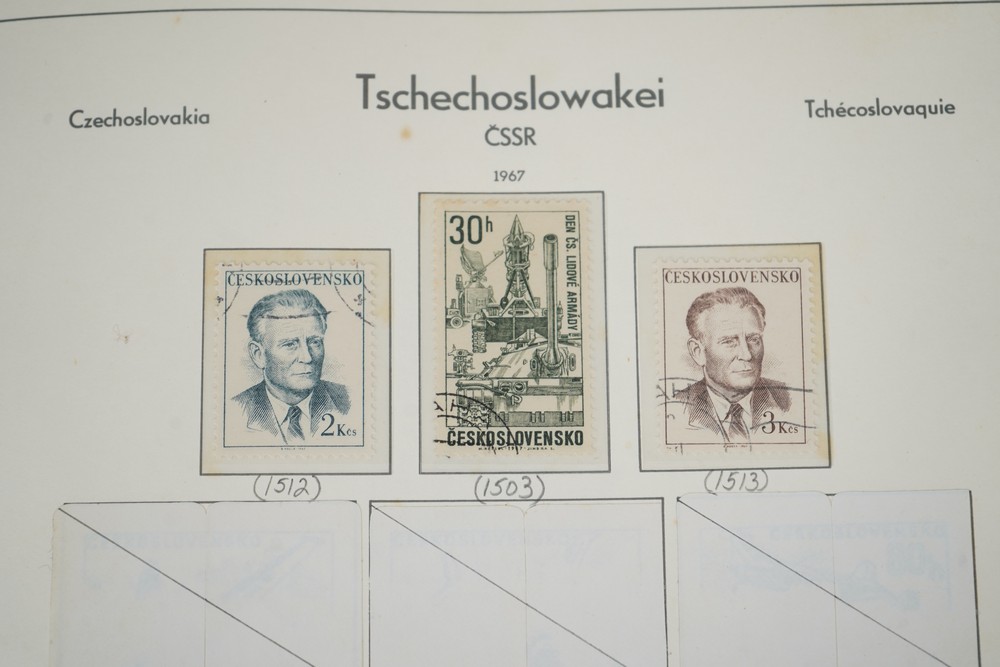 Tschechoslowakei
Czechoslovakia
Tchécoslovaquie
ČSSR
1967
ČESKOSLOVENSKO
2 Kčs
30h
DEN ČS. LIDOVÉ ARMÁDY
ČESKOSLOVENSKO
ČESKOSLOVENSKO
3 Kčs
(1512)
(1503)
(1513)